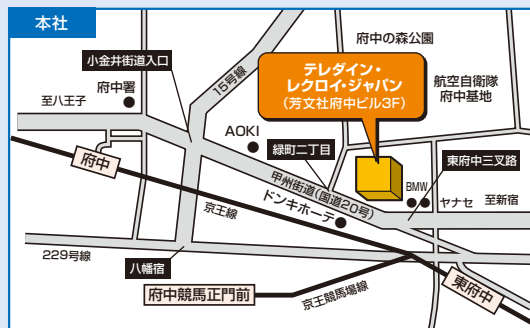 本社
府中の森公園
小金井街道入口
15号線
テレダイン・
レクロイ・ジャパン
(芳文社府中ビル3F)
航空自衛隊
府中基地
府中署
至八王子
AOKI
緑町二丁目
東府中三叉路
府中
甲州街道(国道20号)
BMW
ヤナセ
至新宿
京王線
ドンキホーテ
229号線
八幡宿
府中競馬正門前
京王競馬場線
東府中